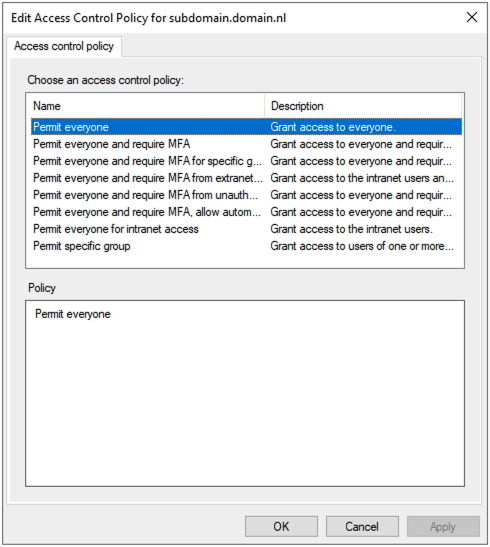 Edit Access Control Policy for subdomain.domain.nl
Access control policy
Choose an access control policy:
Name Description
Permit everyone Grant access to everyone.
Permit everyone and require MFA Grant access to everyone and requir...
Permit everyone and require MFA for specific g... Grant access to everyone and requir...
Permit everyone and require MFA from extranet... Grant access to the intranet users an...
Permit everyone and require MFA from unauth... Grant access to everyone and requir...
Permit everyone and require MFA, allow autom... Grant access to everyone and requir...
Permit everyone for intranet access Grant access to the intranet users.
Permit specific group Grant access to users of one or more...
Policy
Permit everyone
OK Cancel Apply